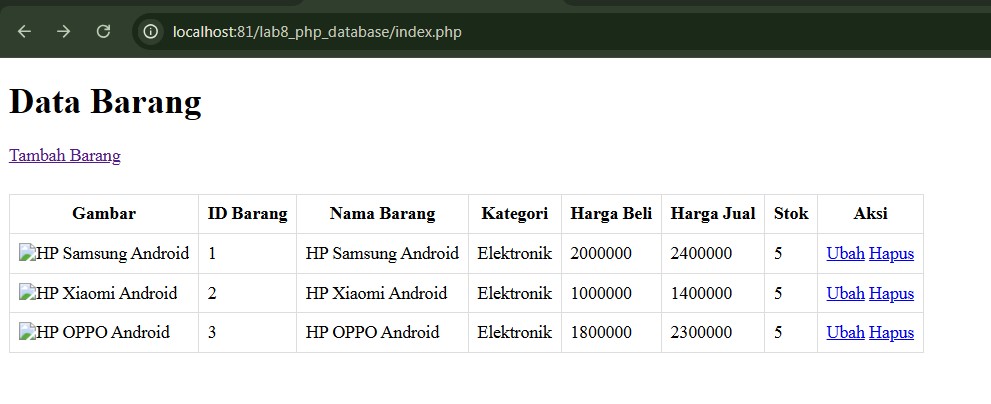 localhost:81/lab8_php_database/index.php
Data Barang
Tambah Barang
Gambar ID Barang Nama Barang Kategori Harga Beli Harga Jual Stok Aksi
HP Samsung Android 1 HP Samsung Android Elektronik 2000000 2400000 5 Ubah Hapus
HP Xiaomi Android 2 HP Xiaomi Android Elektronik 1000000 1400000 5 Ubah Hapus
HP OPPO Android 3 HP OPPO Android Elektronik 1800000 2300000 5 Ubah Hapus